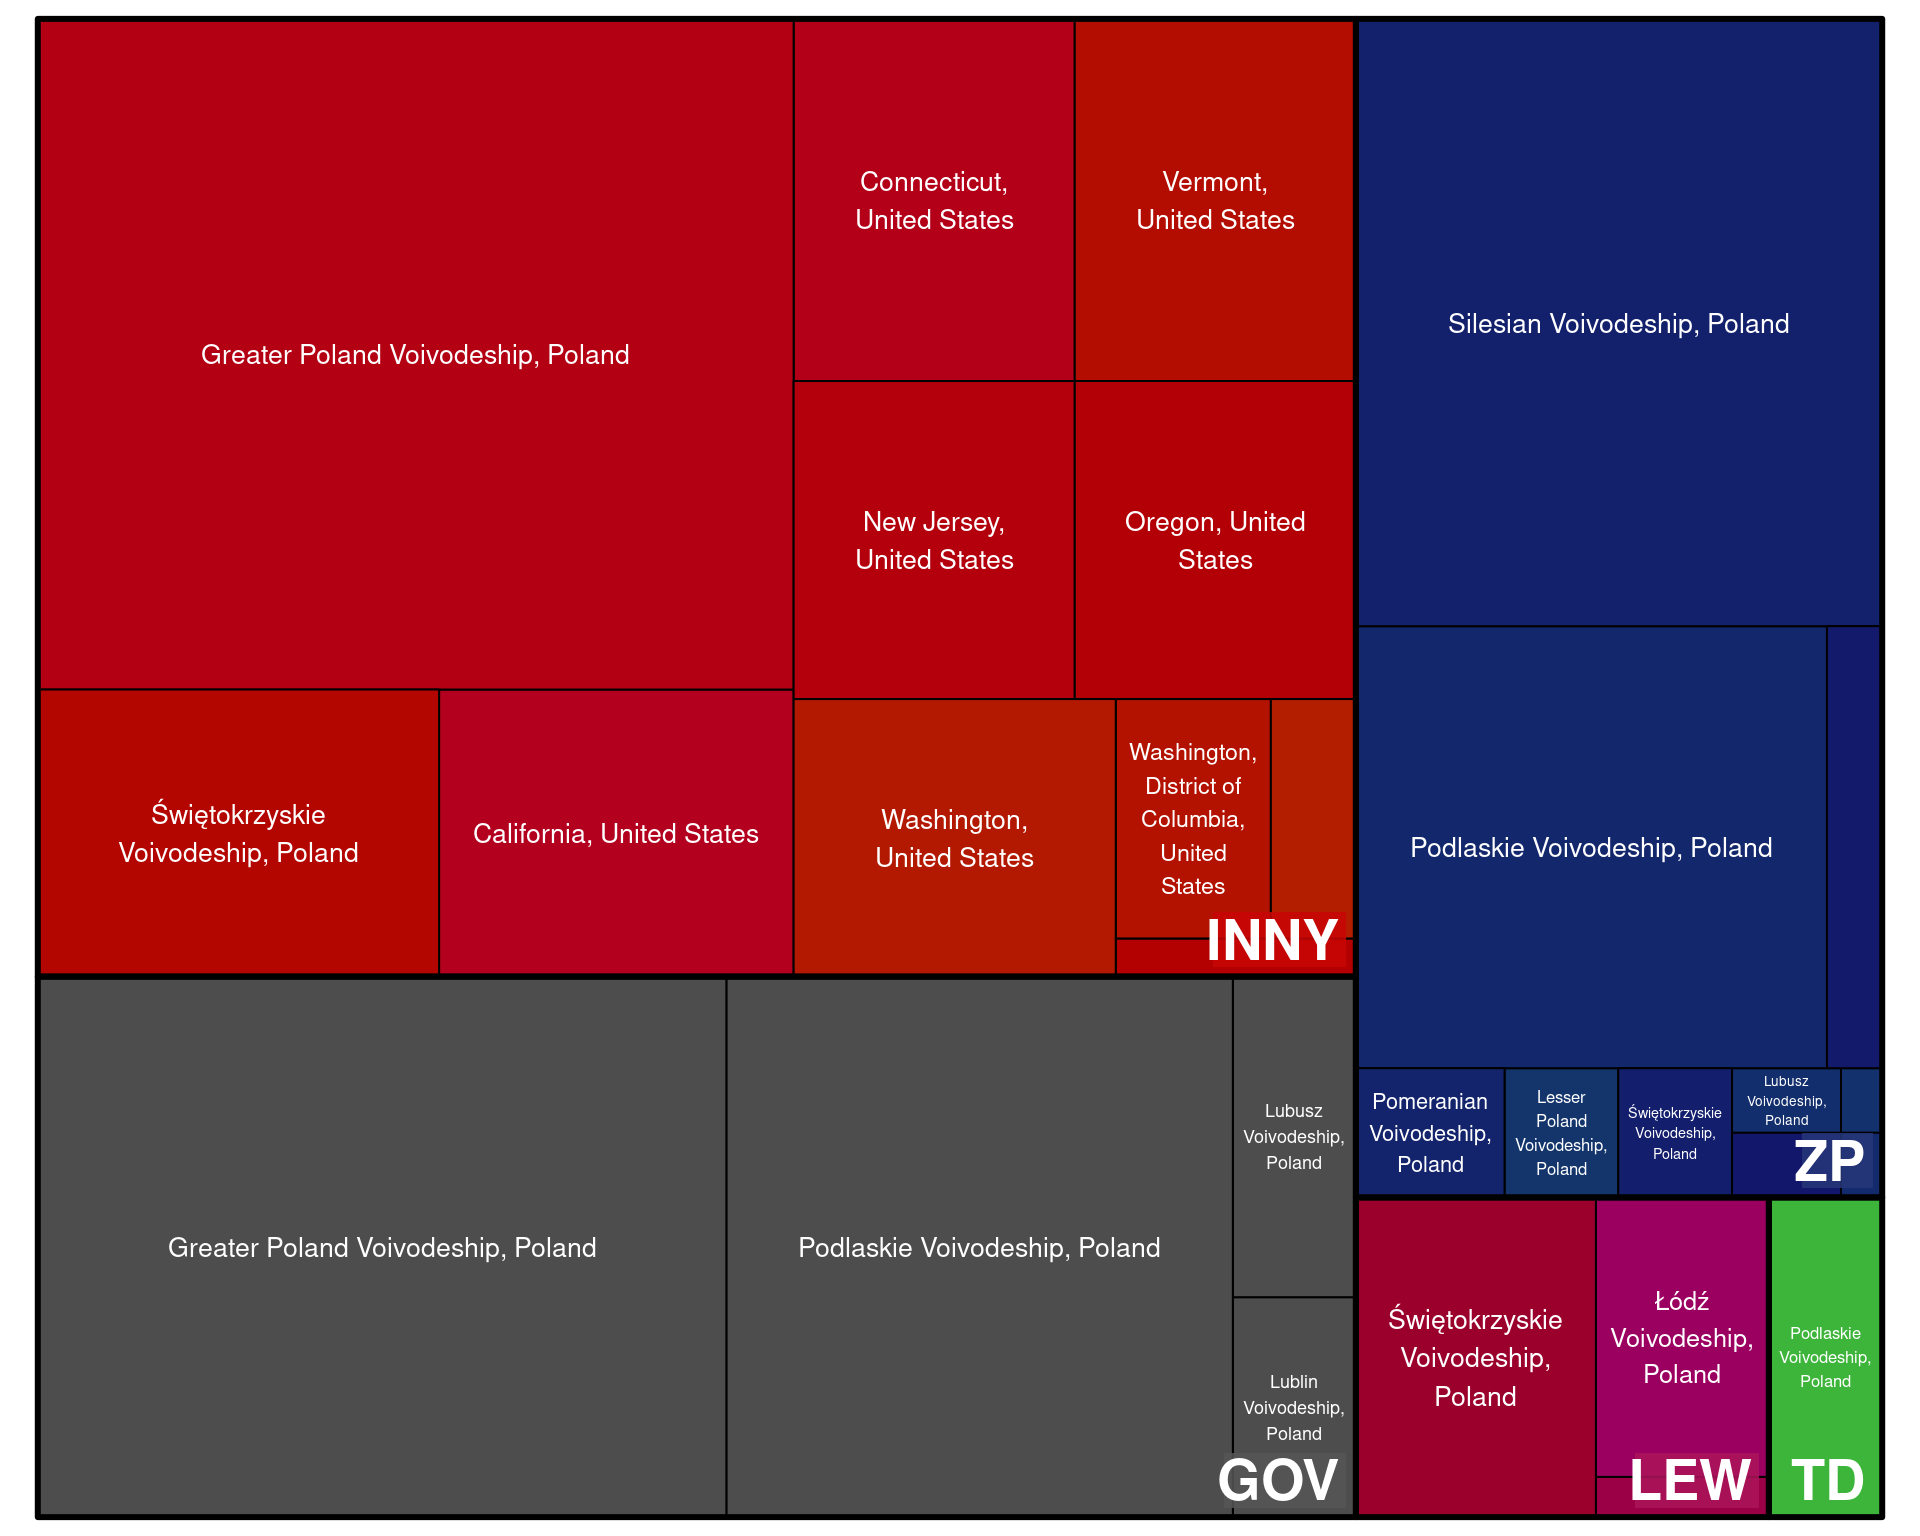 Greater Poland Voivodeship, Poland
Connecticut,
United States
Vermont,
United States
New Jersey,
United States
Oregon, United
States
Świętokrzyskie
Voivodeship, Poland
California, United States
Washington,
United States
Washington,
District of
Columbia,
United
States
INNY
Silesian Voivodeship, Poland
Podlaskie Voivodeship, Poland
Pomeranian
Voivodeship,
Poland
Lesser
Poland
Voivodeship,
Poland
Świętokrzyskie
Voivodeship,
Poland
Lubusz
Voivodeship,
Poland
ZP
Greater Poland Voivodeship, Poland
Podlaskie Voivodeship, Poland
Lubusz
Voivodeship,
Poland
Lublin
Voivodeship,
Poland
GOV
Świętokrzyskie
Voivodeship,
Poland
Łódź
Voivodeship,
Poland
LEW
Podlaskie
Voivodeship,
Poland
TD